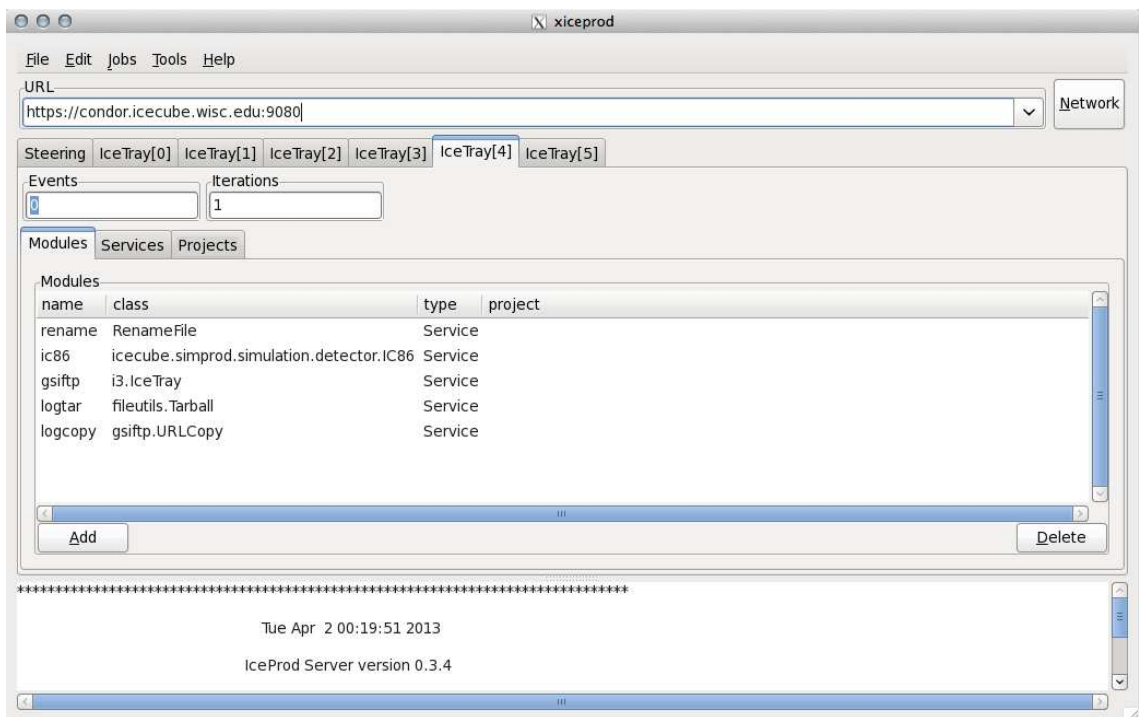 xiceprod
File Edit Jobs Tools Help
URL
https://condor.icecube.wisc.edu:9080
Network
Steering IceTray[0] IceTray[1] IceTray[2] IceTray[3] IceTray[4] IceTray[5]
Events Iterations
0 1
Modules Services Projects
Modules
name class type project
rename RenameFile Service
ic86 icecube.simprod.simulation.detector.IC86 Service
gsiftp i3.IceTray Service
logtar fileutils.Tarball Service
logcopy gsiftp.URLCopy Service
Add Delete
********************************************************************************
Tue Apr 2 00:19:51 2013
IceProd Server version 0.3.4